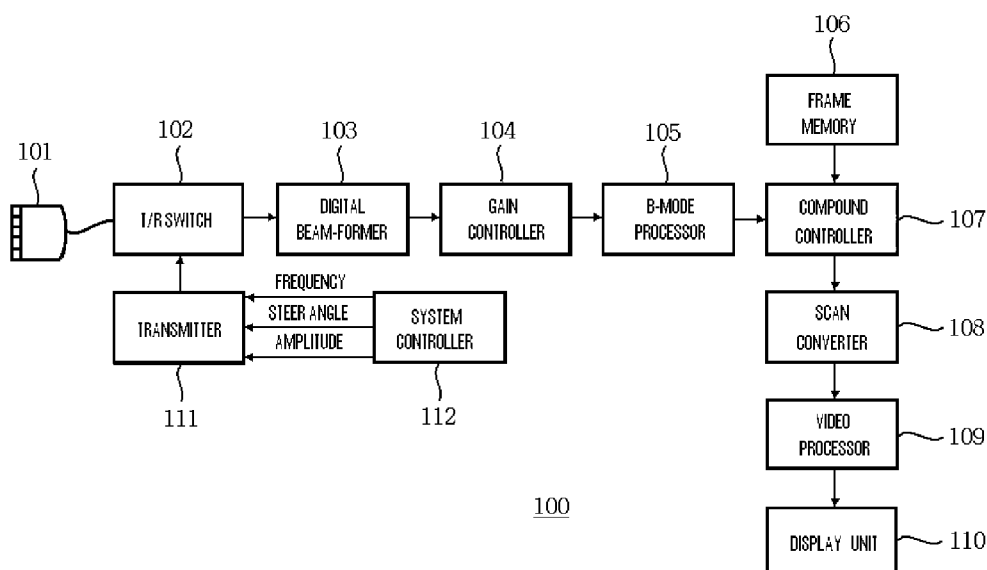 106
FRAME
MEMORY
101
102
103
104
105
T/R SWITCH
DIGITAL
BEAM-FORMER
GAIN
CONTROLLER
B-MODE
PROCESSOR
COMPOUND
CONTROLLER
107
TRANSMITTER
FREQUENCY
STEER ANGLE
AMPLITUDE
SYSTEM
CONTROLLER
SCAN
CONVERTER
108
111
112
VIDEO
PROCESSOR
109
100
DISPLAY UNIT
110